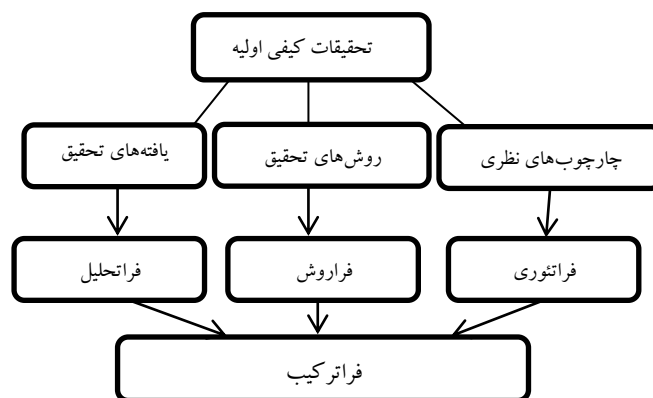 تحقیقات کیفی اولیه
چارچوب‌های نظری
روش‌های تحقیق
یافته‌های تحقیق
فراتئوری
فراروش
فراتحلیل
فراترکیب